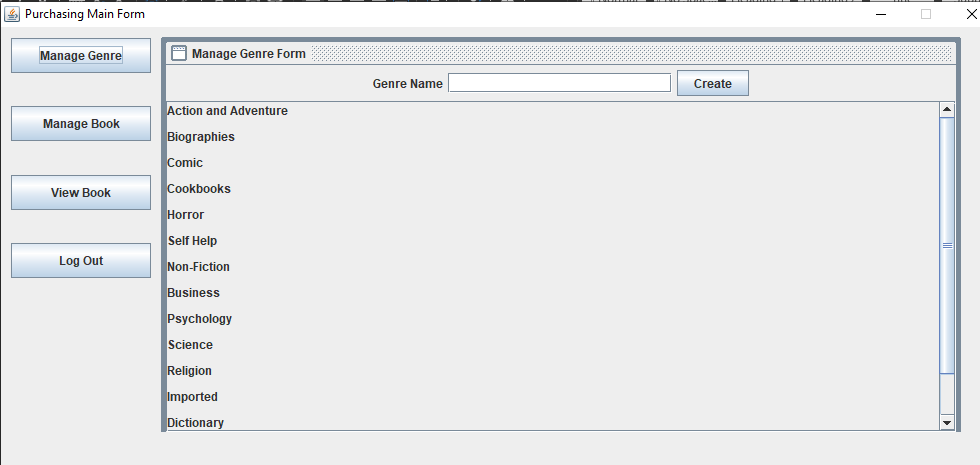 Purchasing Main Form
Manage Genre
Manage Book
View Book
Log Out
Manage Genre Form
Genre Name Create
Action and Adventure
Biographies
Comic
Cookbooks
Horror
Self Help
Non-Fiction
Business
Psychology
Science
Religion
Imported
Dictionary